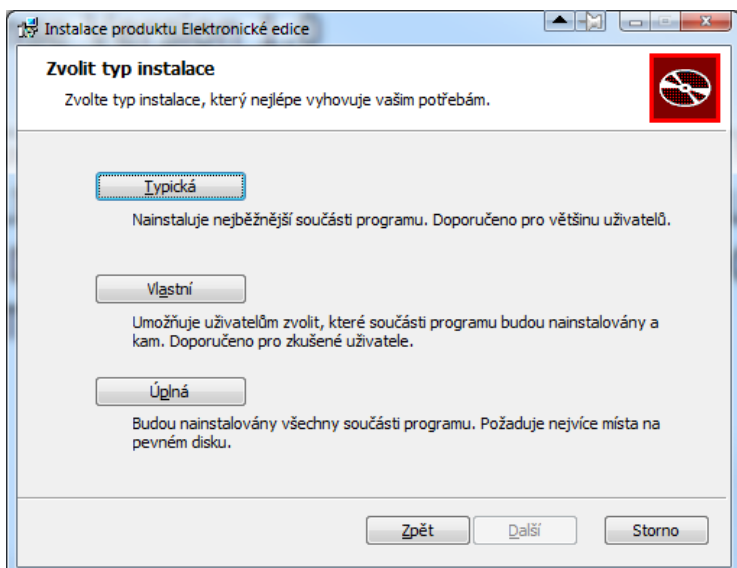 Instalace produktu Elektronické edice
Zvolit typ instalace
Zvolte typ instalace, který nejlépe vyhovuje vašim potřebám.
Typická
Nainstaluje nejběžnější součásti programu. Doporučeno pro většinu uživatelů.
Vlastní
Umožňuje uživatelům zvolit, které součásti programu budou nainstalovány a
kam. Doporučeno pro zkušené uživatele.
Úplná
Budou nainstalovány všechny součásti programu. Požaduje nejvíce místa na
pevném disku.
Zpět
Další
Storno